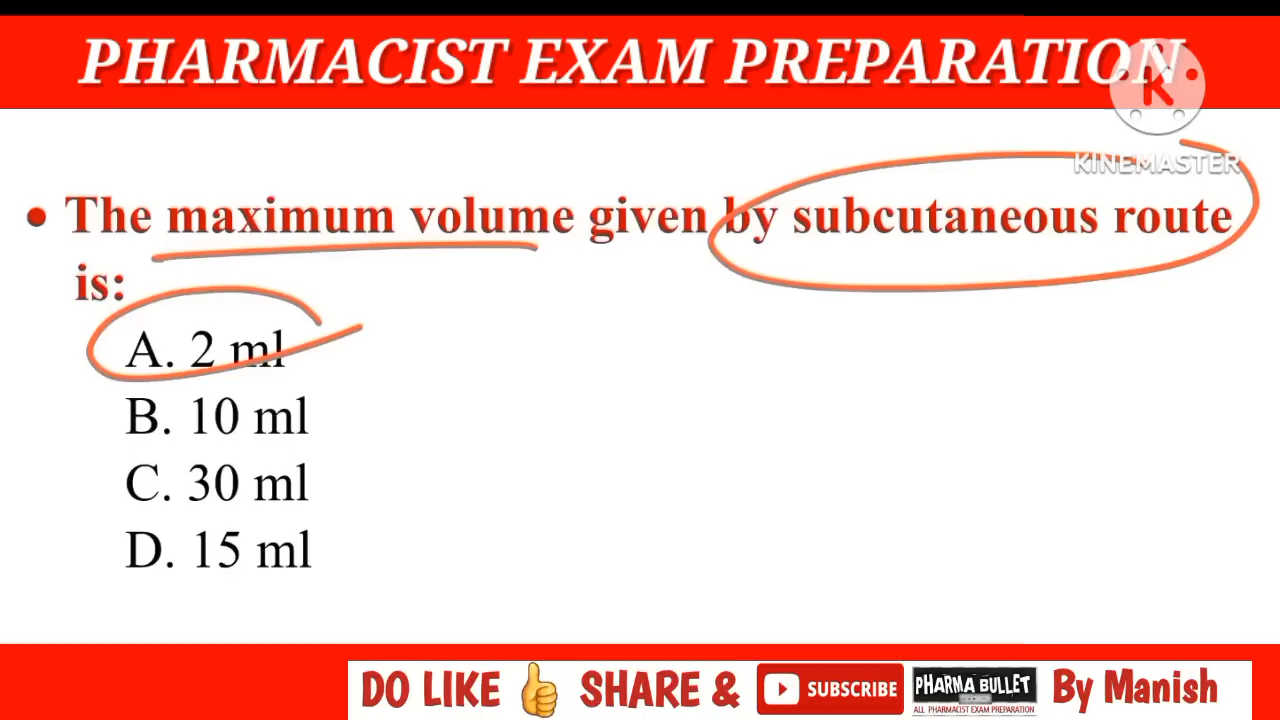 PHARMACIST EXAM PREPARATION
K
KINEMASTER
• The maximum volume given by subcutaneous route
is:
A. 2 ml
B. 10 ml
C. 30 ml
D. 15 ml
DO LIKE 👍 SHARE & SUBSCRIBE PHARMA BULLET By Manish
ALL PHARMACIST EXAM PREPARATION